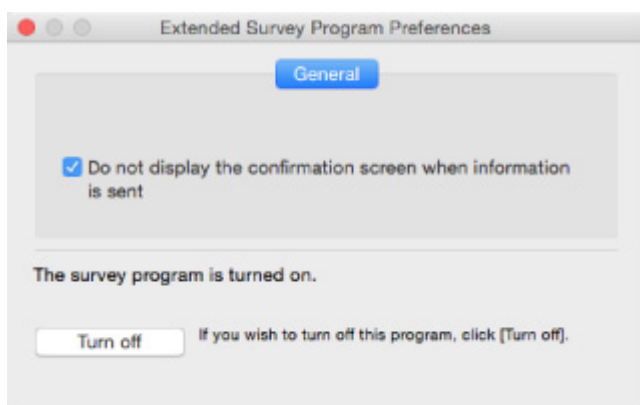 Extended Survey Program Preferences
General
Do not display the confirmation screen when information
is sent
The survey program is turned on.
Turn off
If you wish to turn off this program, click [Turn off].